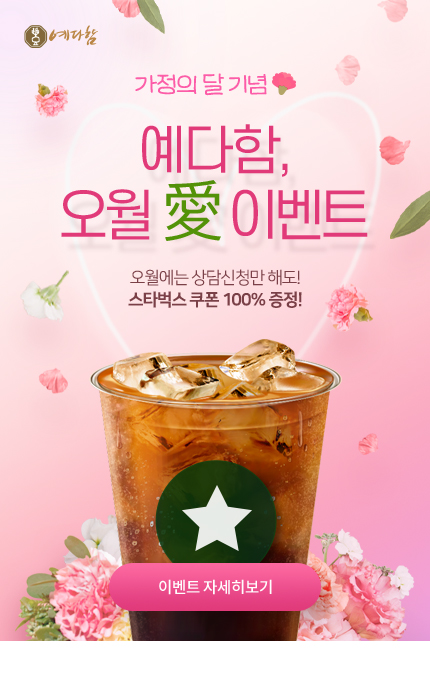 예다함
가정의 달 기념
예다함,
오월 愛 이벤트
오월에는 상담신청만 해도!
스타벅스 쿠폰 100% 증정!
이벤트 자세히보기